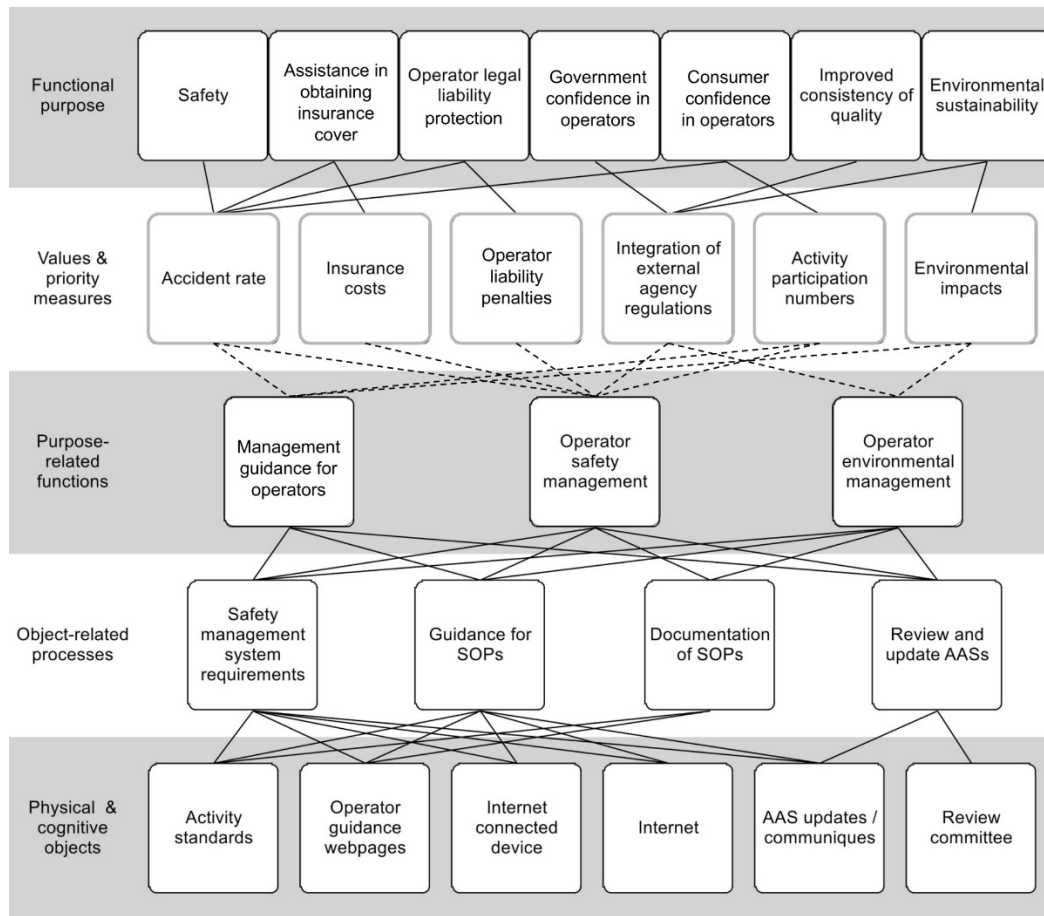 Functional
purpose
Safety
Assistance in
obtaining
insurance
cover
Operator legal
liability
protection
Government
confidence in
operators
Consumer
confidence
in operators
Improved
consistency of
quality
Environmental
sustainability
Values &
priority
measures
Accident rate
Insurance
costs
Operator
liability
penalties
Integration of
external
agency
regulations
Activity
participation
numbers
Environmental
impacts
Purpose-
related
functions
Management
guidance for
operators
Operator
safety
management
Operator
environmental
management
Object-related
processes
Safety
management
system
requirements
Guidance for
SOPs
Documentation
of SOPs
Review and
update AASs
Physical &
cognitive
objects
Activity
standards
Operator
guidance
webpages
Internet
connected
device
Internet
AAS updates /
communiques
Review
committee